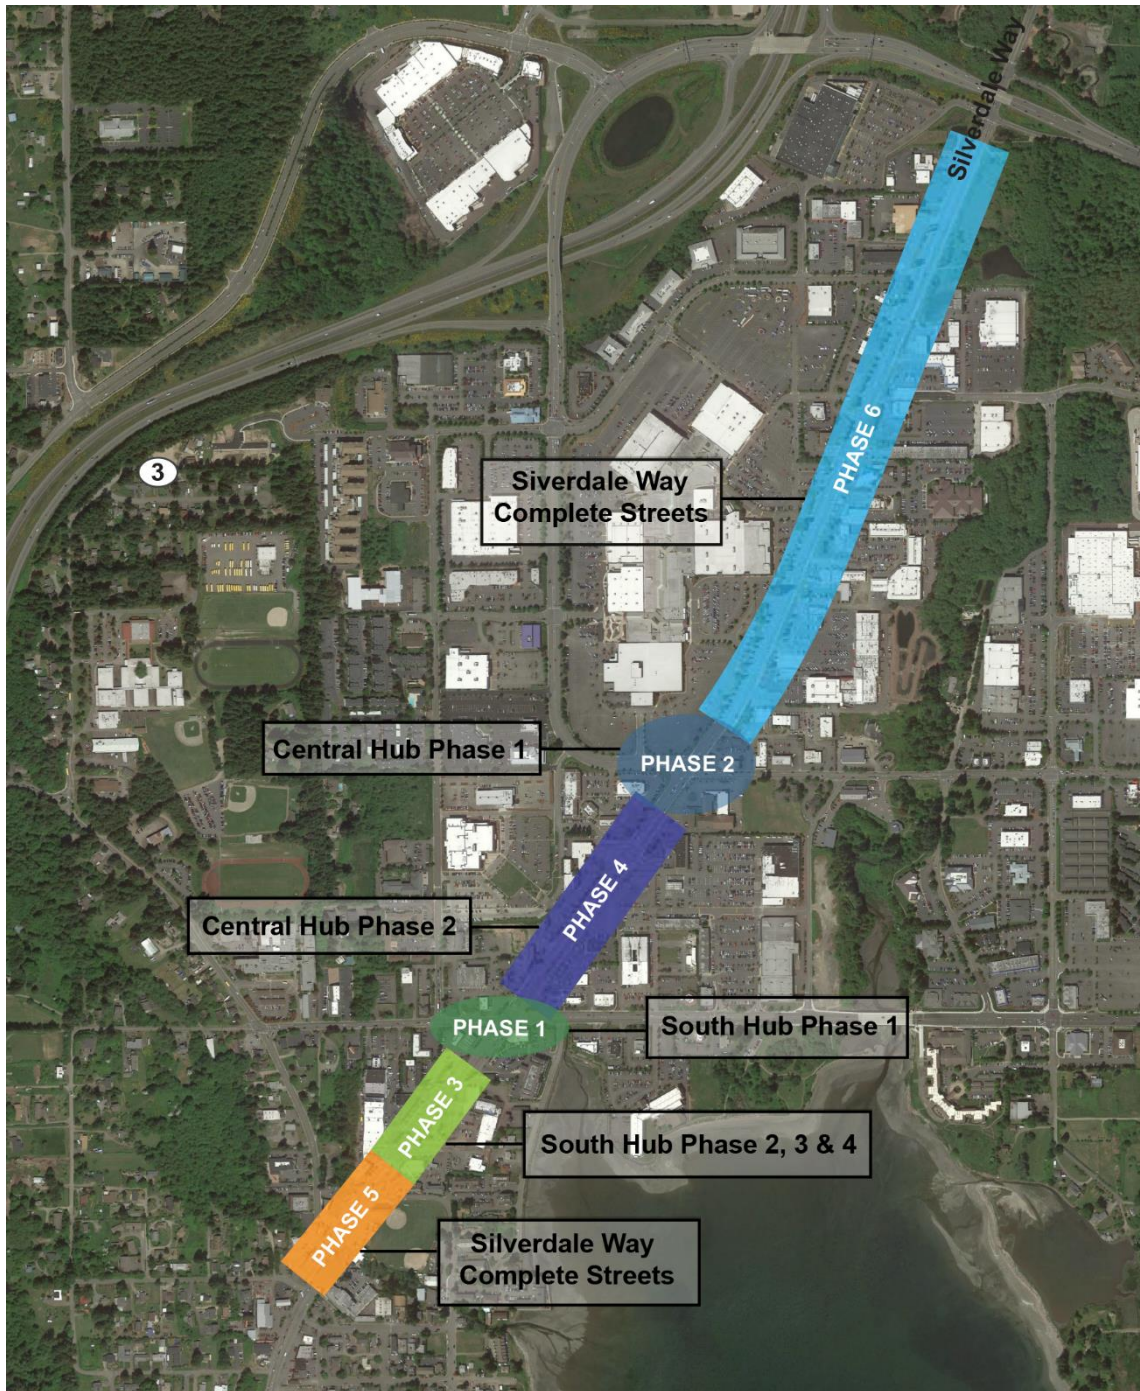 Silverdale Way
PHASE 6
3
Siverdale Way
Complete Streets
Central Hub Phase 1
PHASE 2
PHASE 4
Central Hub Phase 2
PHASE 1
South Hub Phase 1
PHASE 3
South Hub Phase 2, 3 & 4
PHASE 5
Silverdale Way
Complete Streets